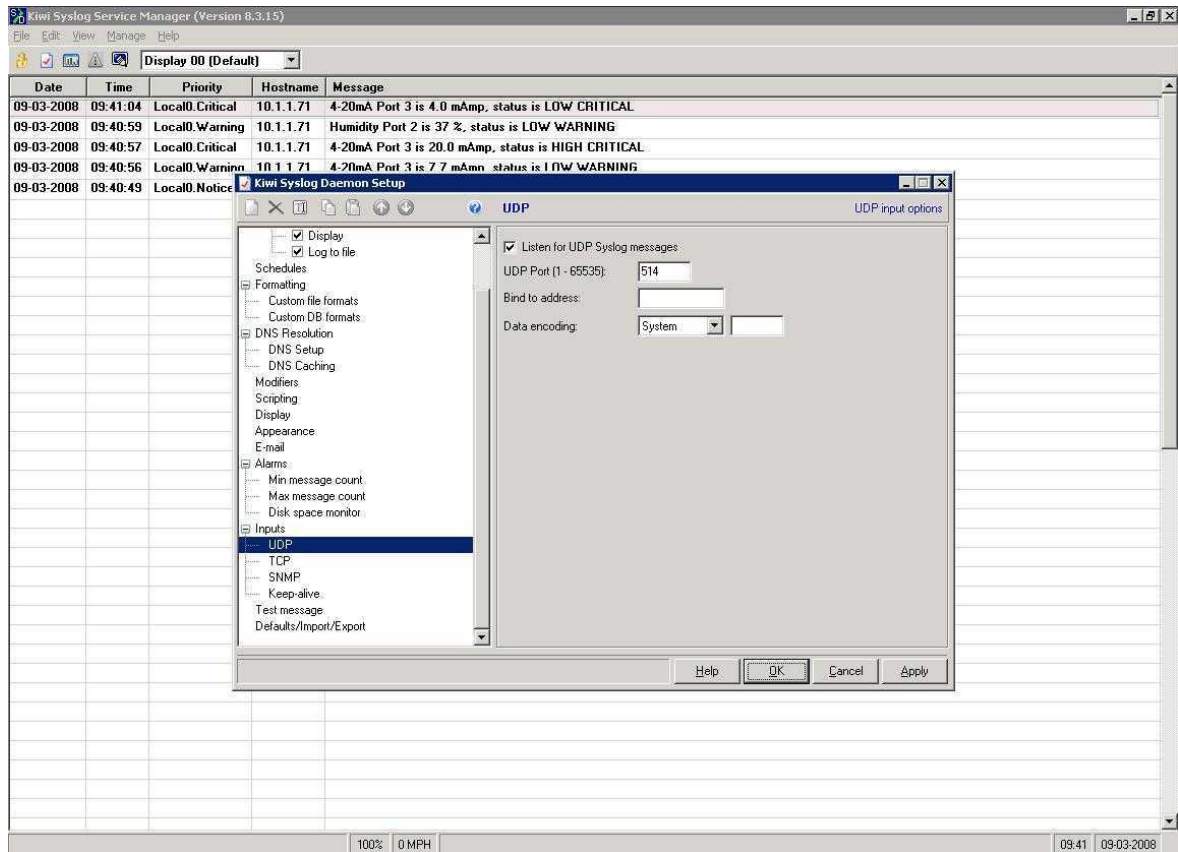 Kiwi Syslog Service Manager (Version 8.3.15)
File Edit View Manage Help
Display 00 (Default)
Date Time Priority Hostname Message
09-03-2008 09:41:04 Local0.Critical 10.1.1.71 4-20mA Port 3 is 4.0 mAmp, status is LOW CRITICAL
09-03-2008 09:40:59 Local0.Warning 10.1.1.71 Humidity Port 2 is 37 %, status is LOW WARNING
09-03-2008 09:40:57 Local0.Critical 10.1.1.71 4-20mA Port 3 is 20.0 mAmp, status is HIGH CRITICAL
09-03-2008 09:40:56 Local0.Warning 10.1.1.71 4-20mA Port 3 is 7.7 mAmp, status is LOW WARNING
09-03-2008 09:40:49 Local0.Notice
Kiwi Syslog Daemon Setup
UDP UDP input options
Display
Log to file
Schedules
Formatting
Custom file formats
Custom DB formats
DNS Resolution
DNS Setup
DNS Caching
Modifiers
Scripting
Display
Appearance
E-mail
Alarms
Min message count
Max message count
Disk space monitor
Inputs
UDP
TCP
SNMP
Keep-alive
Test message
Defaults/Import/Export
Listen for UDP Syslog messages
UDP Port (1 - 65535): 514
Bind to address:
Data encoding: System
Help OK Cancel Apply
100% 0 MPH 09:41 09-03-2008